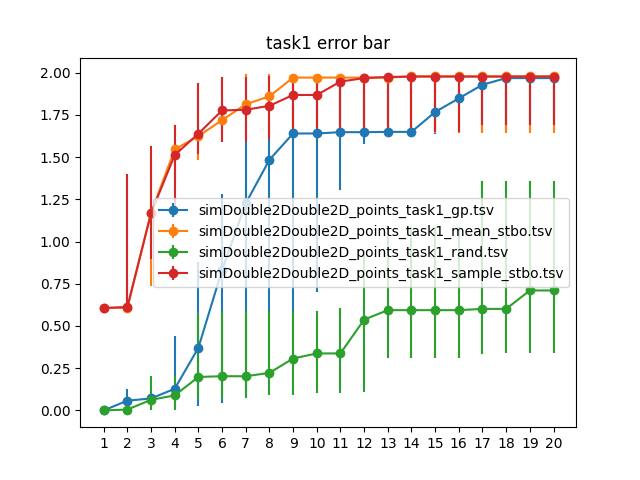 task1 error bar
2.00
1.75
1.50
1.25
1.00
0.75
0.50
0.25
0.00
simDouble2Double2D_points_task1_gp.tsv
simDouble2Double2D_points_task1_mean_stbo.tsv
simDouble2Double2D_points_task1_rand.tsv
simDouble2Double2D_points_task1_sample_stbo.tsv
1 2 3 4 5 6 7 8 9 10 11 12 13 14 15 16 17 18 19 20